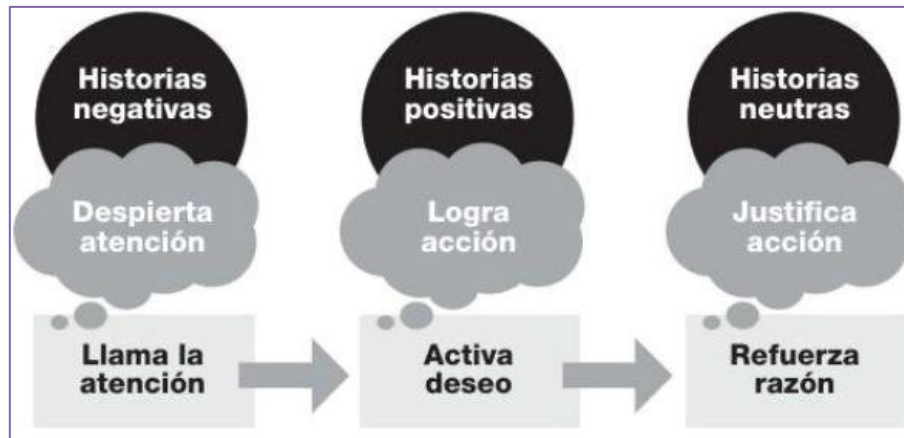 Historias
negativas
Despierta
atención
Llama la
atención
Historias
positivas
Logra
acción
Activa
deseo
Historias
neutras
Justifica
acción
Refuerza
razón